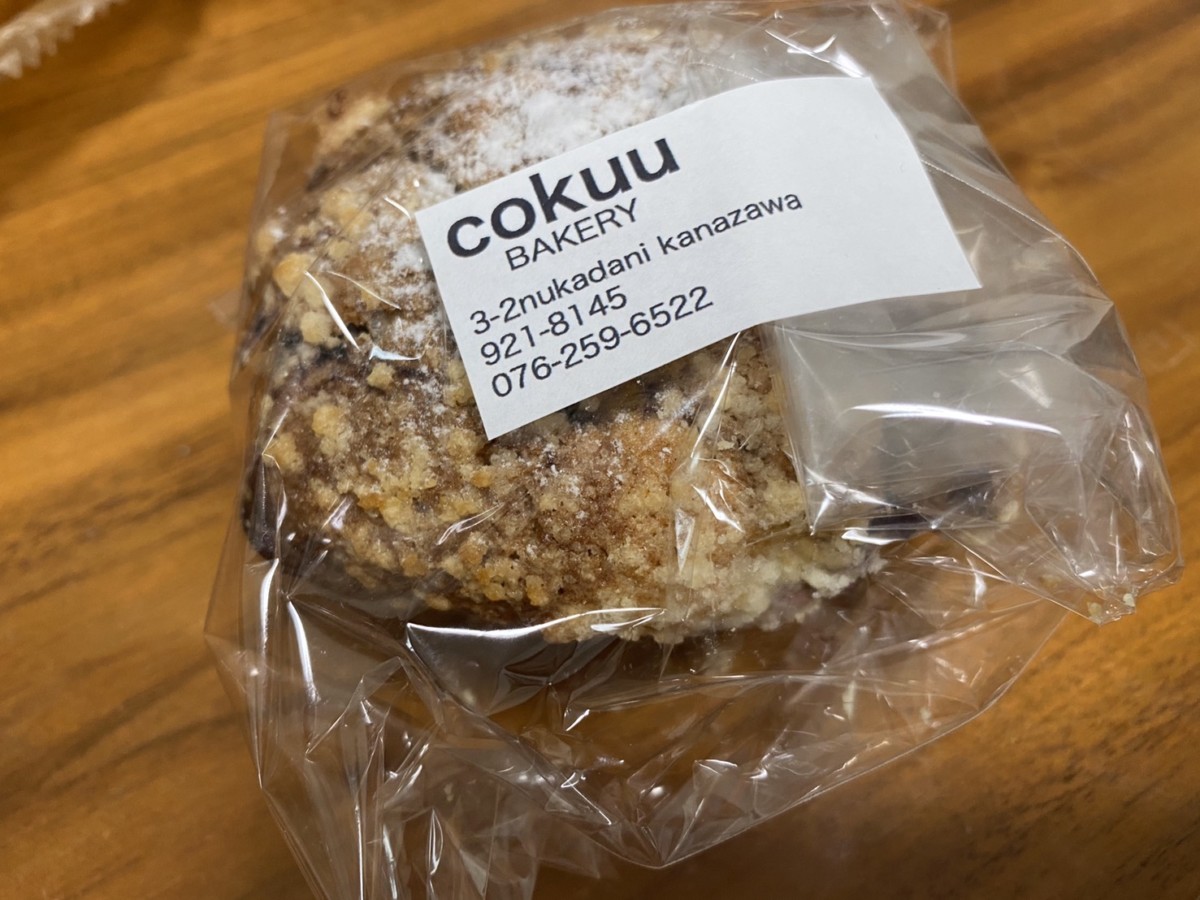 cokuu
BAKERY
3-2nukadani kanazawa
921-8145
076-259-6522